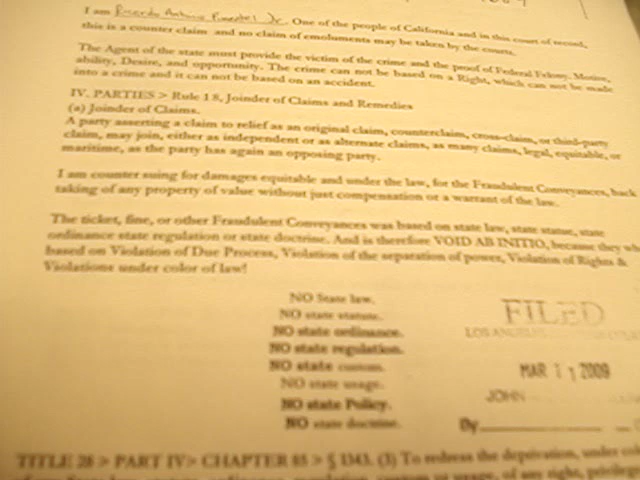 I am Ricardo Antonio Pimentel Jr. One of the people of California and in this court of record,
this is a counter claim and no claim of emoluments may be taken by the courts.
The Agent of the state must provide the victim of the crime and the proof of Federal Felony. Motive,
ability, Desire, and opportunity. The crime can not be based on a Right, which can not be made
into a crime and it can not be based on an accident.
IV. PARTIES > Rule 18, Joinder of Claims and Remedies
(a) Joinder of Claims.
A party asserting a claim to relief as an original claim, counterclaim, cross-claim, or third-party
claim, may join, either as independent or as alternate claims, as many claims, legal, equitable, or
maritime, as the party has again an opposing party.
I am counter suing for damages equitable and under the law, for the Fraudulent Conveyances, back
taking of any property of value without just compensation or a warrant of the law.
The ticket, fine, or other Fraudulent Conveyances was based on state law, state statue, state
ordinance state regulation or state doctrine. And is therefore VOID AB INITIO, because they
based on Violation of Due Process, Violation of the separation of power, Violation of Rights &
Violations under color of law!
NO State law.
NO state statute.
NO state ordinance.
NO state regulation.
NO state custom.
NO state usage.
NO state Policy.
NO state doctrine.
FILED
LOS ANGELES
MAR 11 2009
JOHN
By
TITLE 28 > PART IV> CHAPTER 85 > § 1343. (3) To redress the deprivation, under
custom or usage, of any right,